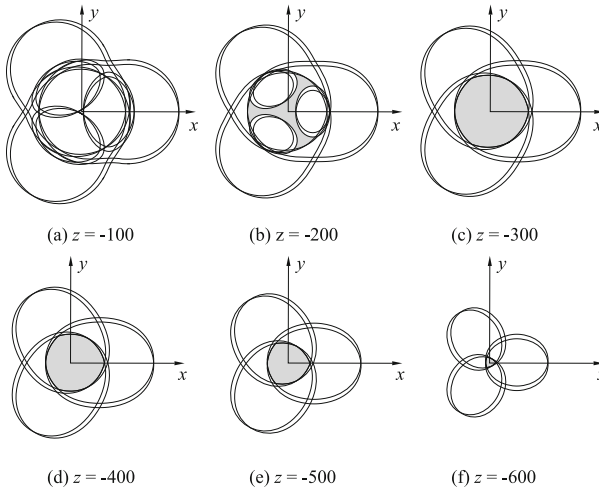 y
x
(a) z = -100
y
x
(b) z = -200
y
x
(c) z = -300
y
x
(d) z = -400
y
x
(e) z = -500
y
(f) z = -600